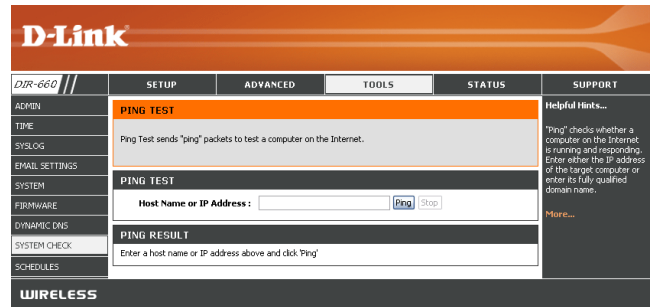 D-Link
DIR-660
SETUP
ADVANCED
TOOLS
STATUS
SUPPORT
ADMIN
TIME
SYSLOG
EMAIL SETTINGS
SYSTEM
FIRMWARE
DYNAMIC DNS
SYSTEM CHECK
SCHEDULES
PING TEST
Ping Test sends "ping" packets to test a computer on the Internet.
PING TEST
Host Name or IP Address :
Ping
Stop
PING RESULT
Enter a host name or IP address above and click 'Ping'
Helpful Hints...
"Ping" checks whether a
computer on the Internet
is running and responding.
Enter either the IP address
of the target computer or
enter its fully qualified
domain name.
More...
WIRELESS